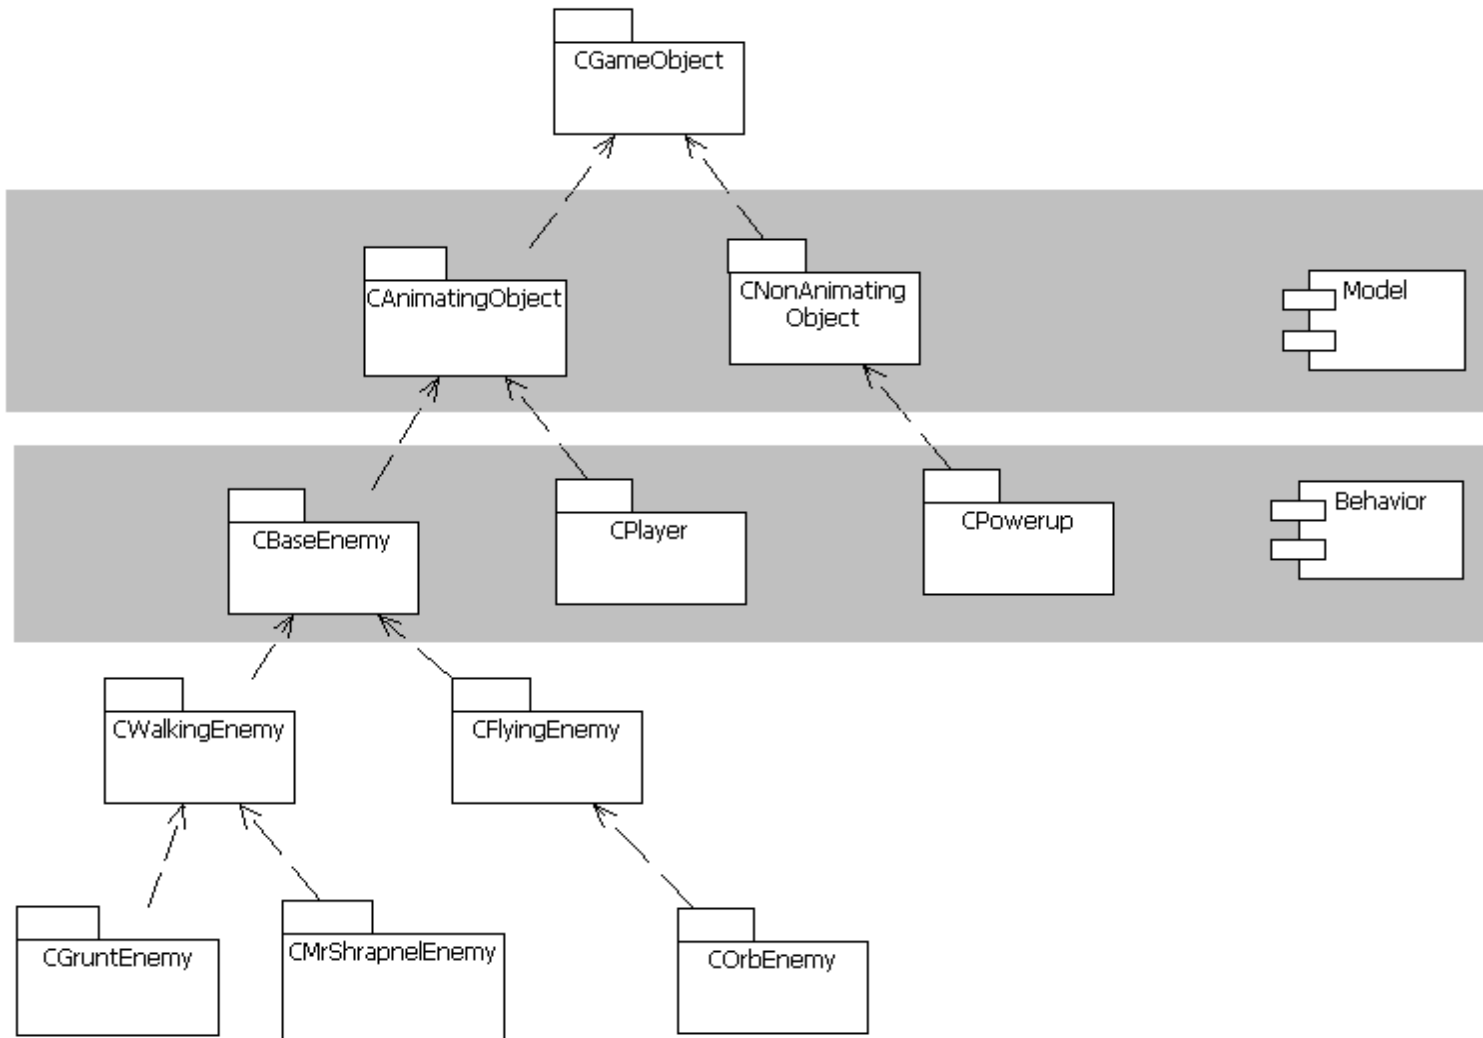 CGameObject
CAnimatingObject
CNonAnimating
Object
Model
CBaseEnemy
CPlayer
CPowerup
Behavior
CWalkingEnemy
CFlyingEnemy
CGruntEnemy
CMrShrapnelEnemy
COrbEnemy